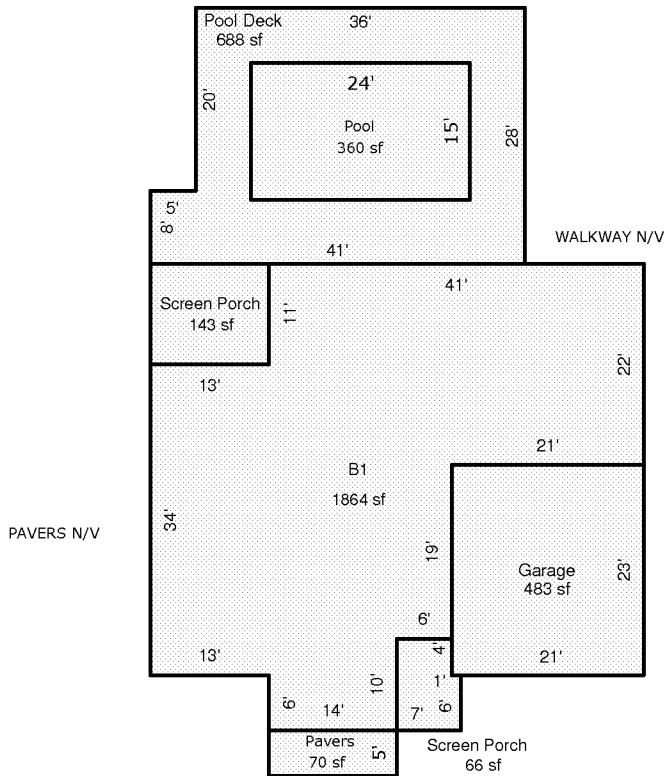 Pool Deck
688 sf
36'
20'
24'
Pool
360 sf
15'
28'
5'
8'
41'
WALKWAY N/V
41'
Screen Porch
143 sf
11'
13'
22'
21'
B1
1864 sf
34'
PAVERS N/V
19'
Garage
483 sf
23'
6'
4'
13'
21'
10'
1'
6'
6'
14'
7'
Pavers
70 sf
5'
Screen Porch
66 sf